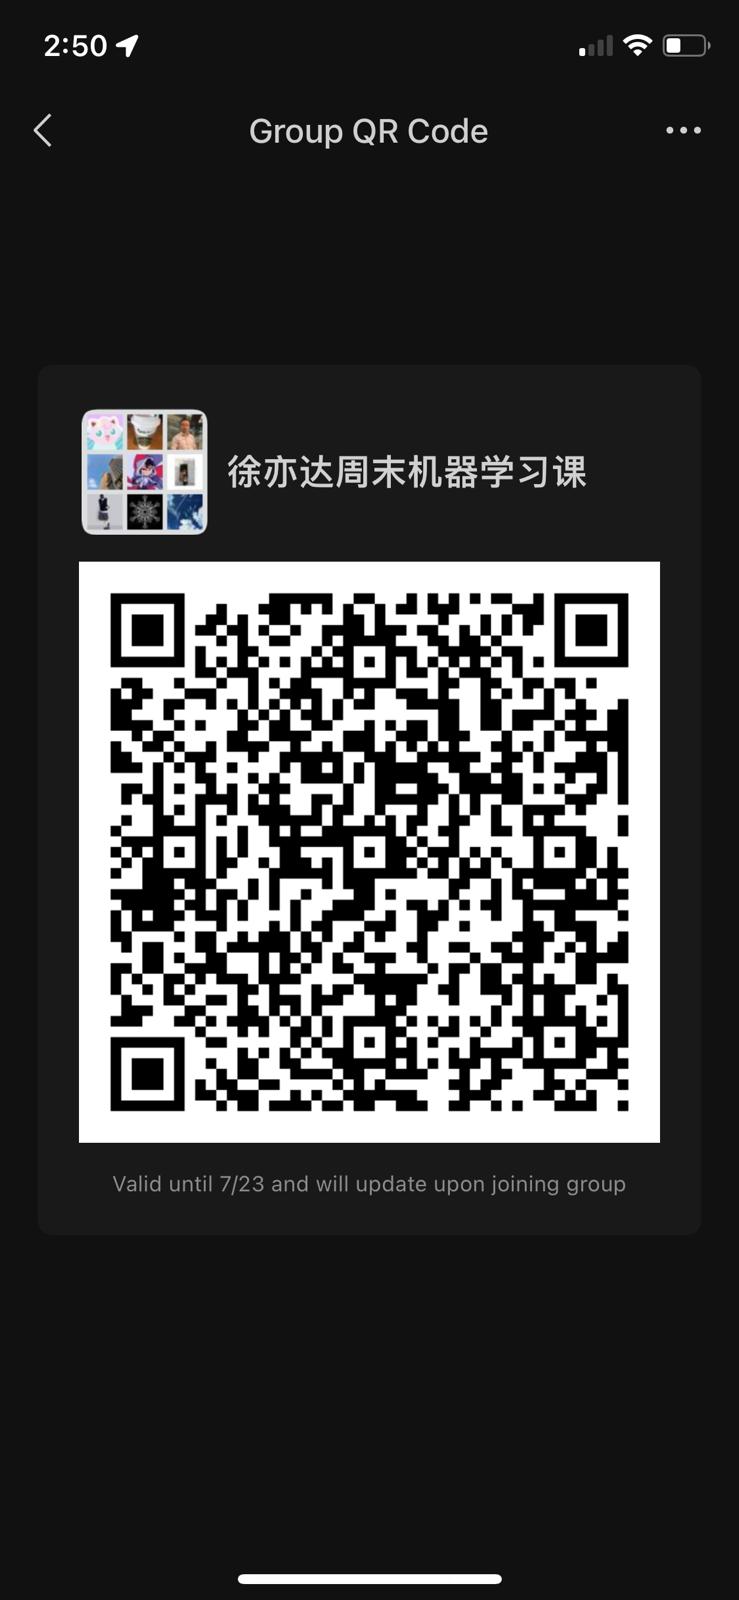 2:50
Group QR Code
徐亦达周末机器学习课
Valid until 7/23 and will update upon joining group